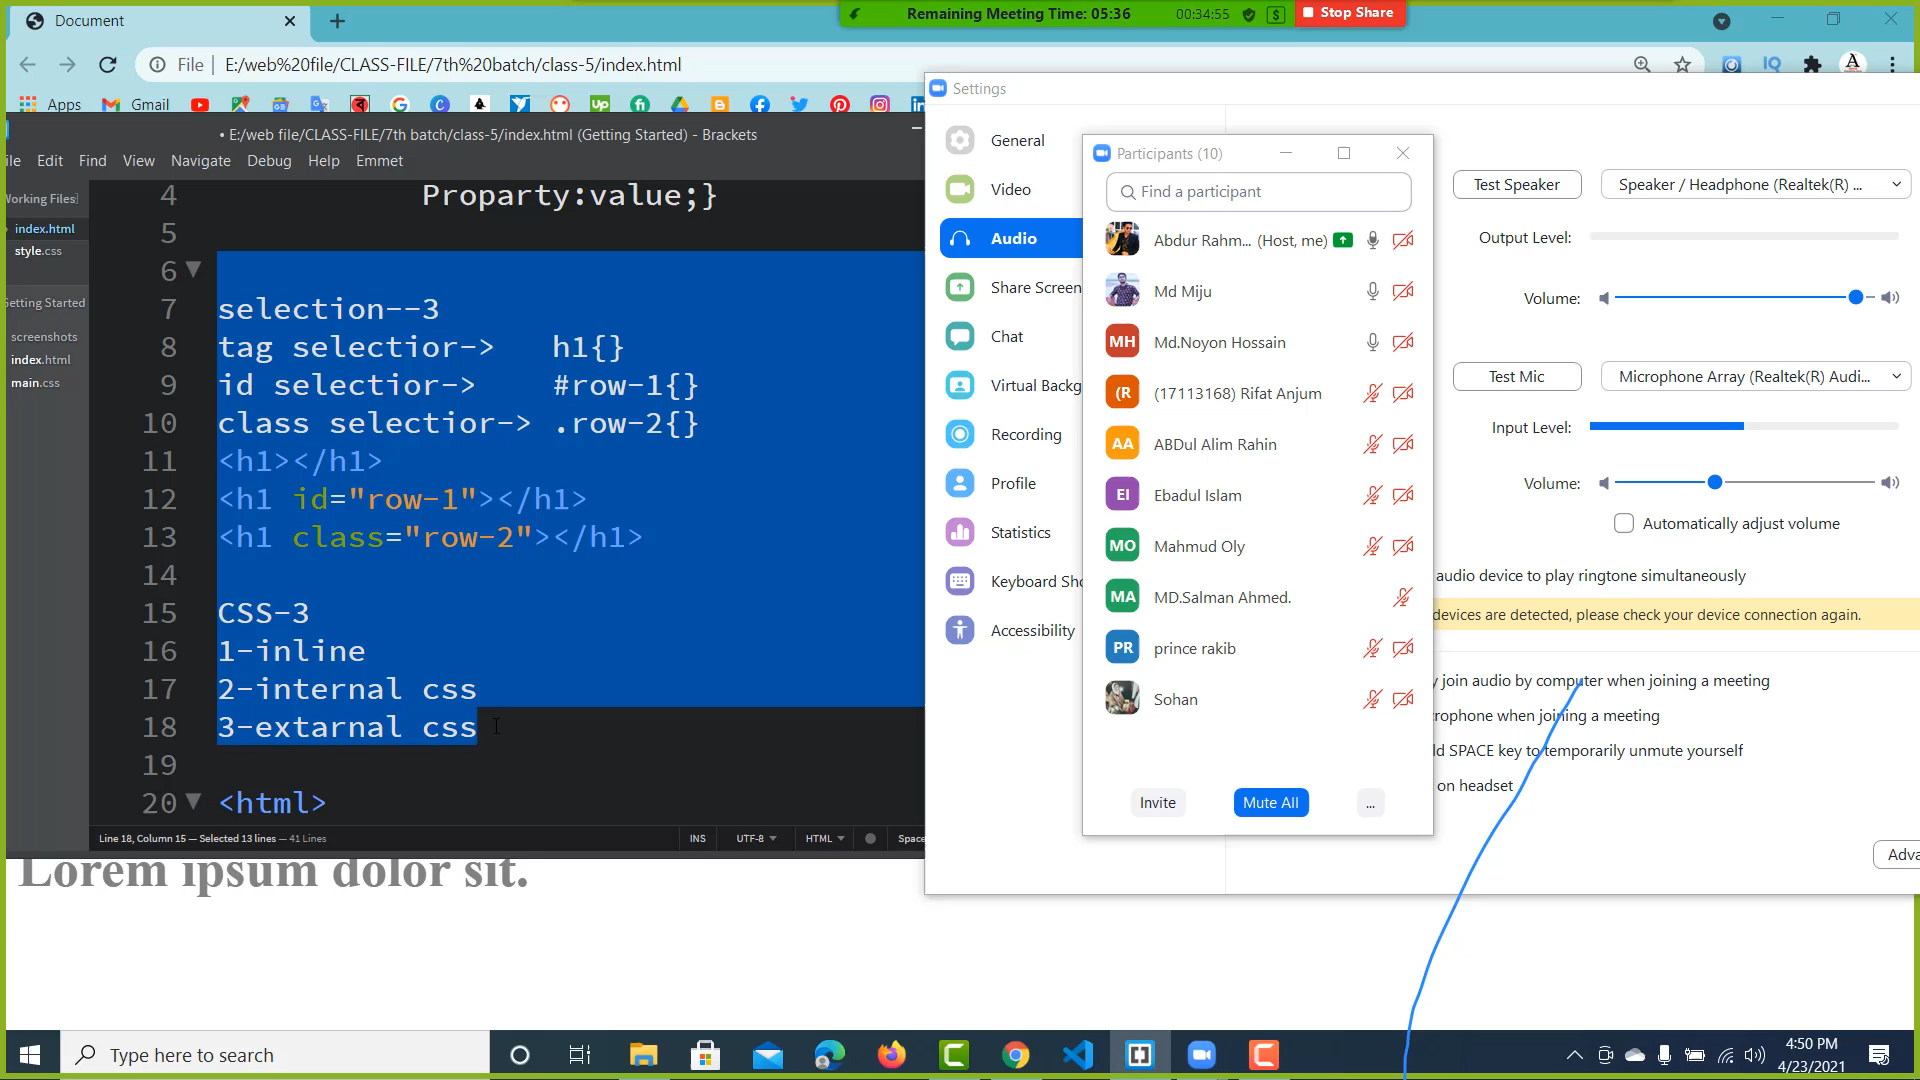 Document
Remaining Meeting Time: 05:36
00:34:55
Stop Share
File
E:/web%20file/CLASS-FILE/7th%20batch/class-5/index.html
IQ
A
Apps
Gmail
Settings
• E:/web file/CLASS-FILE/7th batch/class-5/index.html (Getting Started) - Brackets
ile Edit Find View Navigate Debug Help Emmet
Working Files
index.html
style.css
Getting Started
screenshots
index.html
main.css
4 Proparty:value;}
5
6
7 selection--3
8 tag selectior-> h1{}
9 id selectior-> #row-1{}
10 class selectior-> .row-2{}
11 <h1></h1>
12 <h1 id="row-1"></h1>
13 <h1 class="row-2"></h1>
14
15 CSS-3
16 1-inline
17 2-internal css
18 3-extarnal css
19
20 <html>
Line 18, Column 15 — Selected 13 lines — 41 Lines
INS
UTF-8
HTML
Space
Lorem ipsum dolor sit.
General
Video
Audio
Share Screen
Chat
Virtual Backg
Recording
Profile
Statistics
Keyboard Sho
Accessibility
Participants (10)
Find a participant
Abdur Rahm... (Host, me)
Md Miju
MH Md.Noyon Hossain
(R (17113168) Rifat Anjum
AA ABDul Alim Rahin
EI Ebadul Islam
MO Mahmud Oly
MA MD.Salman Ahmed.
PR prince rakib
Sohan
Invite
Mute All
...
Test Speaker
Speaker / Headphone (Realtek(R) ...
Output Level:
Volume:
Test Mic
Microphone Array (Realtek(R) Audi...
Input Level:
Volume:
Automatically adjust volume
audio device to play ringtone simultaneously
devices are detected, please check your device connection again.
y join audio by computer when joining a meeting
rophone when joining a meeting
ld SPACE key to temporarily unmute yourself
on headset
Adva
Type here to search
4:50 PM
4/23/2021